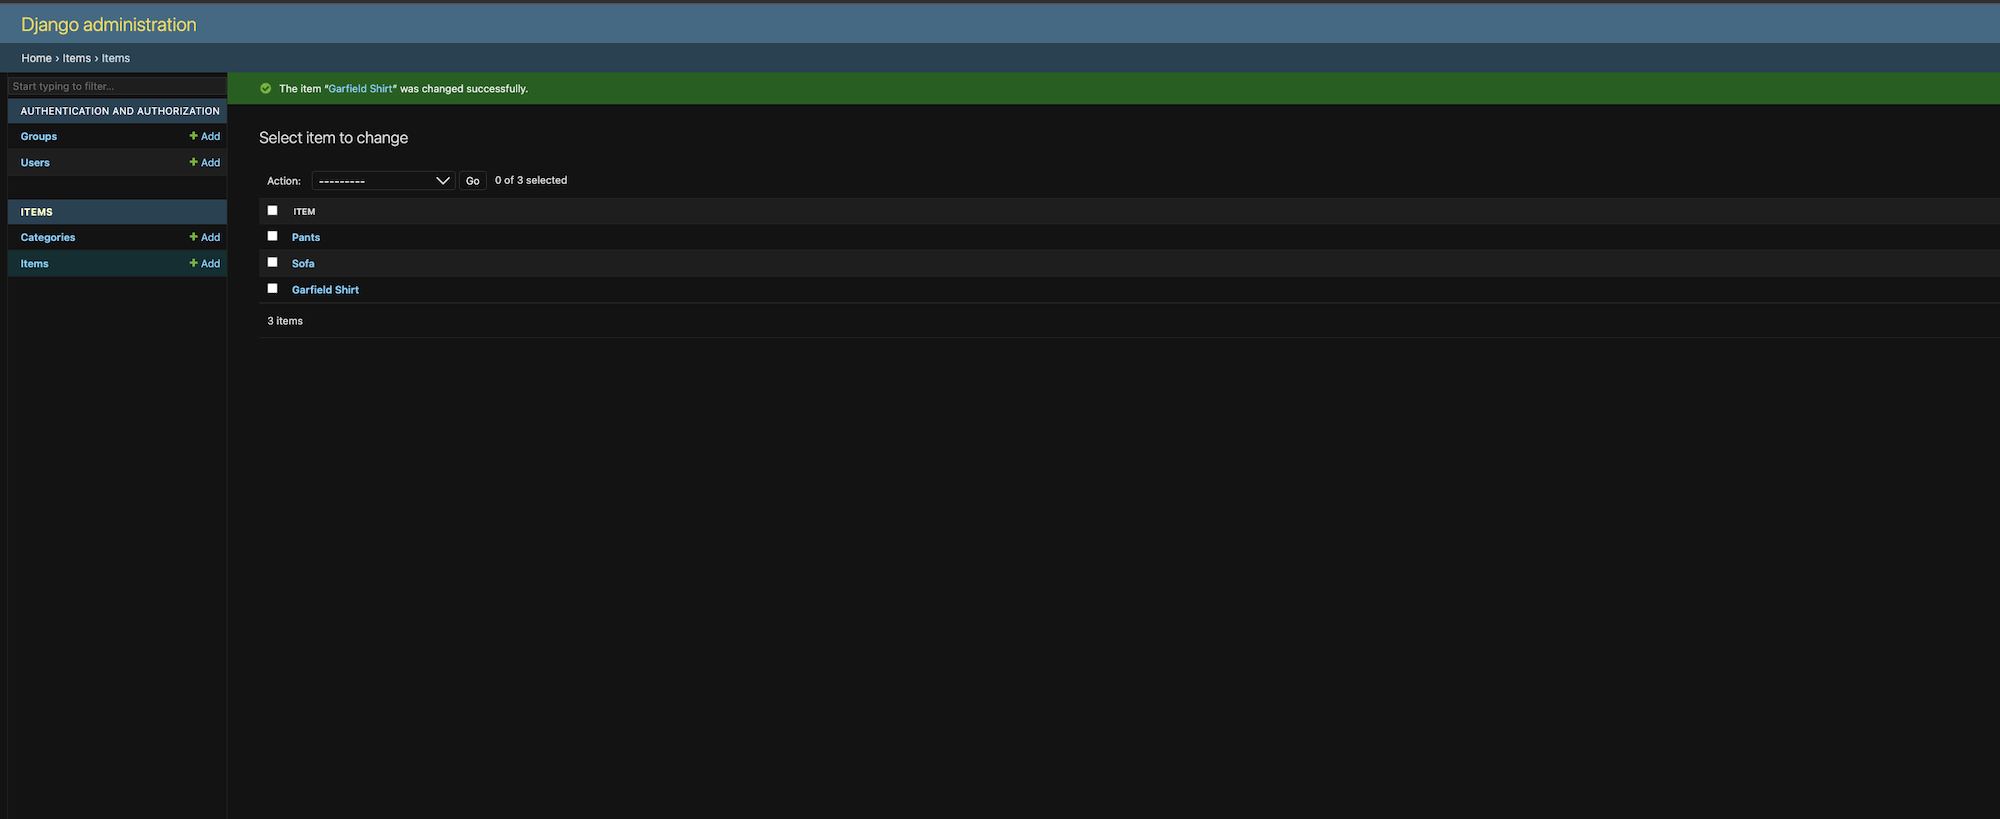 Django administration
Home › Items › Items
Start typing to filter...
AUTHENTICATION AND AUTHORIZATION
Groups + Add
Users + Add
ITEMS
Categories + Add
Items + Add
The item “Garfield Shirt” was changed successfully.
Select item to change
Action: --------- Go 0 of 3 selected
ITEM
Pants
Sofa
Garfield Shirt
3 items